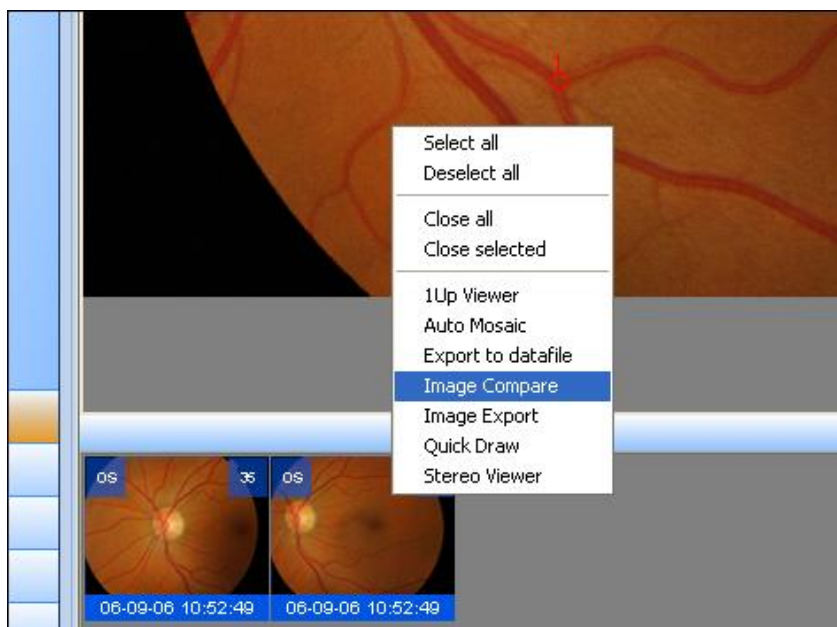 Select all
Deselect all
Close all
Close selected
1Up Viewer
Auto Mosaic
Export to datafile
Image Compare
Image Export
Quick Draw
Stereo Viewer
OS 35 OS
06-09-06 10:52:49 06-09-06 10:52:49